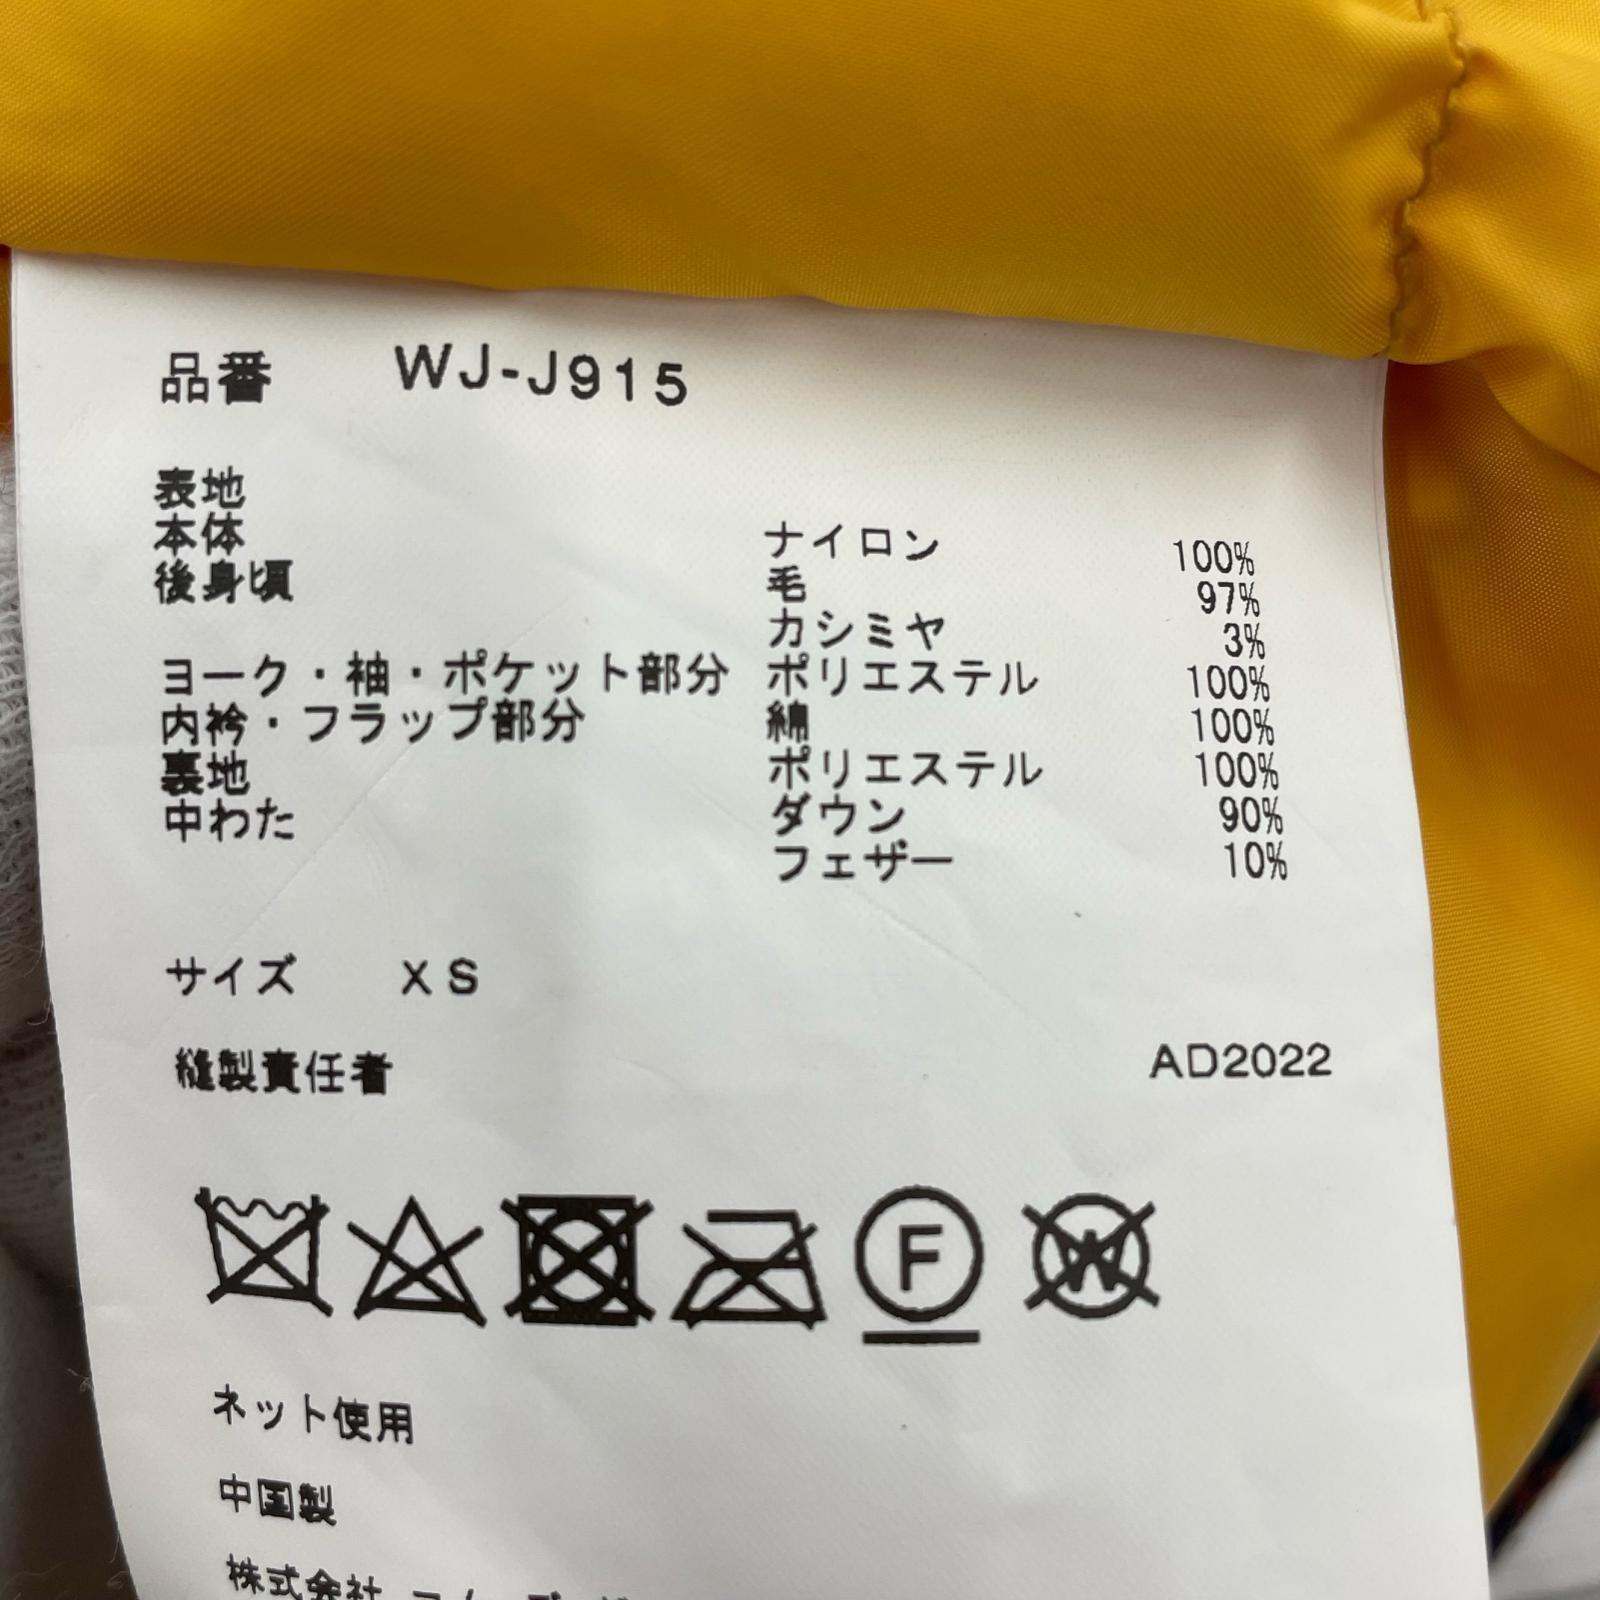 品番 WJ-J915
表地
本体 ナイロン 100%
後身頃 毛 97%
カシミヤ 3%
ヨーク・袖・ポケット部分 ポリエステル 100%
内衿・フラップ部分 綿 100%
裏地 ポリエステル 100%
中わた ダウン 90%
フェザー 10%
サイズ XS
縫製責任者 AD2022
F
W
ネット使用
中国製
株式会社